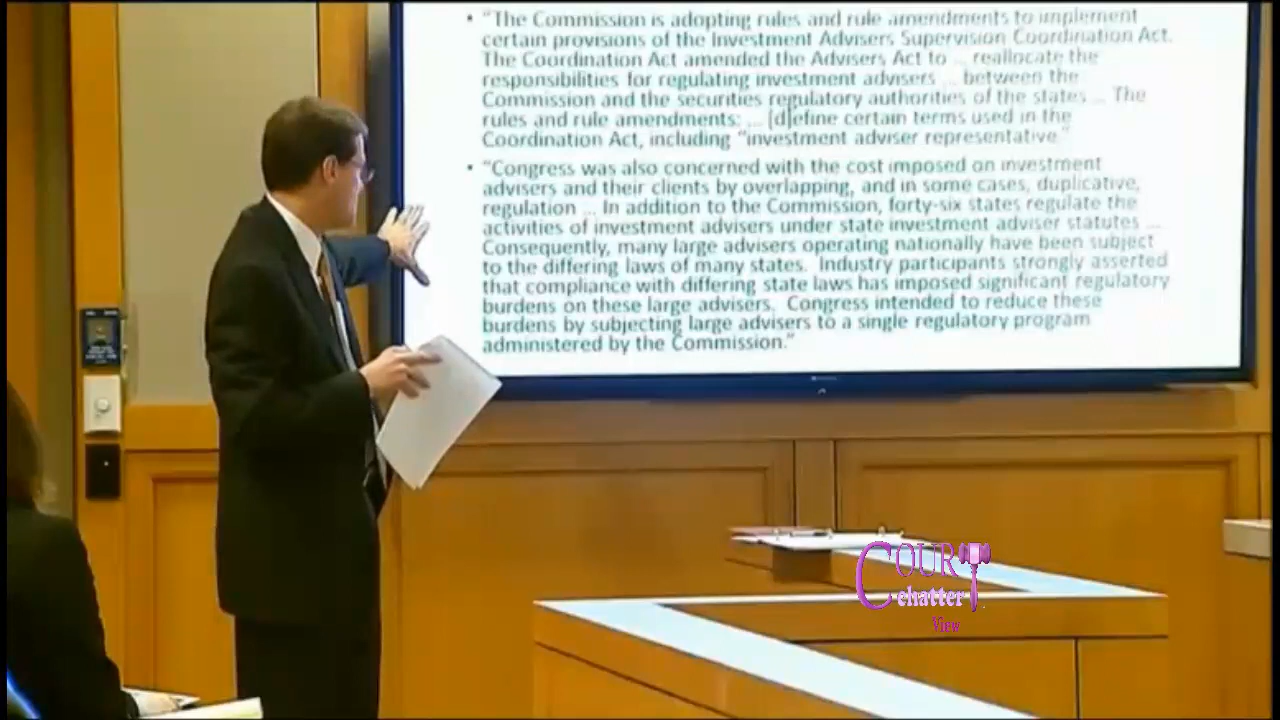 • "The Commission is adopting rules and rule amendments to implement
certain provisions of the Investment Advisers Supervision Coordination Act.
The Coordination Act amended the Advisers Act to ... reallocate the
responsibilities for regulating investment advisers ... between the
Commission and the securities regulatory authorities of the states ... The
rules and rule amendments: ... [d]efine certain terms used in the
Coordination Act, including "investment adviser representative."
• "Congress was also concerned with the cost imposed on investment
advisers and their clients by overlapping, and in some cases, duplicative,
regulation ... In addition to the Commission, forty-six states regulate the
activities of investment advisers under state investment adviser statutes ...
Consequently, many large advisers operating nationally have been subject
to the differing laws of many states. Industry participants strongly asserted
that compliance with differing state laws has imposed significant regulatory
burdens on these large advisers. Congress intended to reduce these
burdens by subjecting large advisers to a single regulatory program
administered by the Commission."
COURT
chatter
View